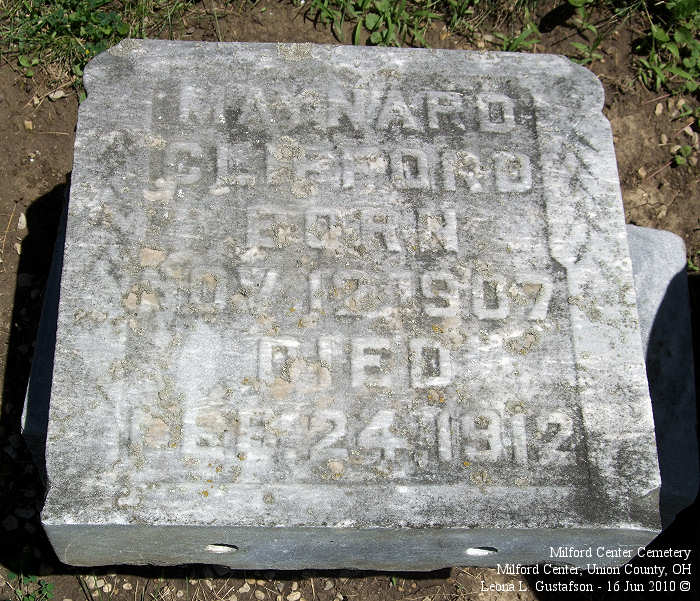 MAYNARD
CLIFFORD
BORN
NOV. 12, 1907
DIED
FEB. 24, 1912
Milford Center Cemetery
Milford Center, Union County, OH
Leona L. Gustafson - 16 Jun 2010 ©